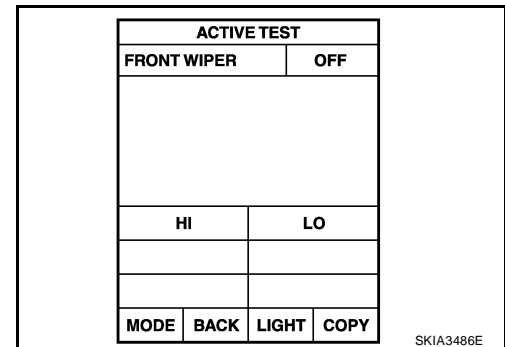 ACTIVE TEST
FRONT WIPER OFF
HI LO
MODE BACK LIGHT COPY
SKIA3486E